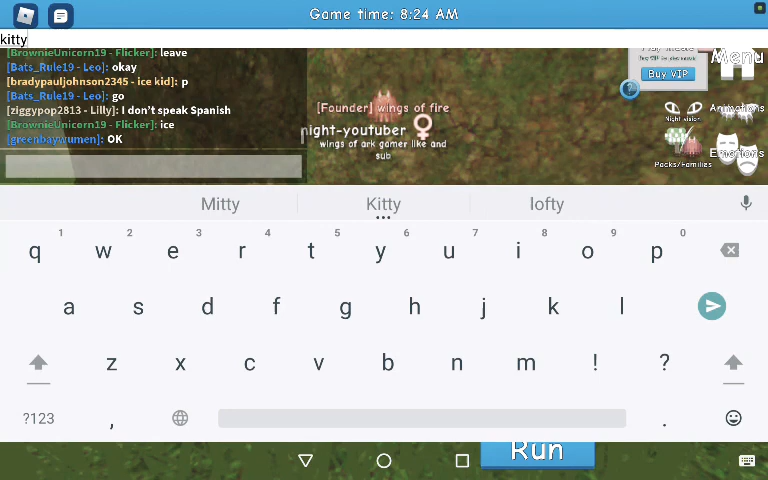 Game time: 8:24 AM
kitty
[BrownieUnicorn19 - Flicker]: leave
[Bats_Rule19 - Leo]: okay
[bradypauljohnson2345 - ice kid]: p
[Bats_Rule19 - Leo]: go
[ziggypop2813 - Lilly]: I don't speak Spanish
[BrownieUnicorn19 - Flicker]: ice
[greenbaywumen]: OK
[Founder] wings of fire
night-youtuber
wings of ark gamer like and
sub
Buy VIP
?
Menu
Night vision
Animations
Packs/Families
Emotions
Mitty Kitty lofty
1 2 3 4 5 6 7 8 9 0
q w e r t y u i o p
a s d f g h j k l
z x c v b n m ! ?
?123 , .
Run